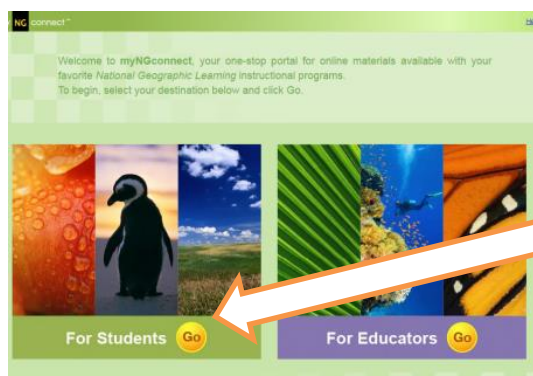 NG connect™
Welcome to myNGconnect, your one-stop portal for online materials available with your
favorite National Geographic Learning instructional programs.
To begin, select your destination below and click Go.
For Students Go
For Educators Go